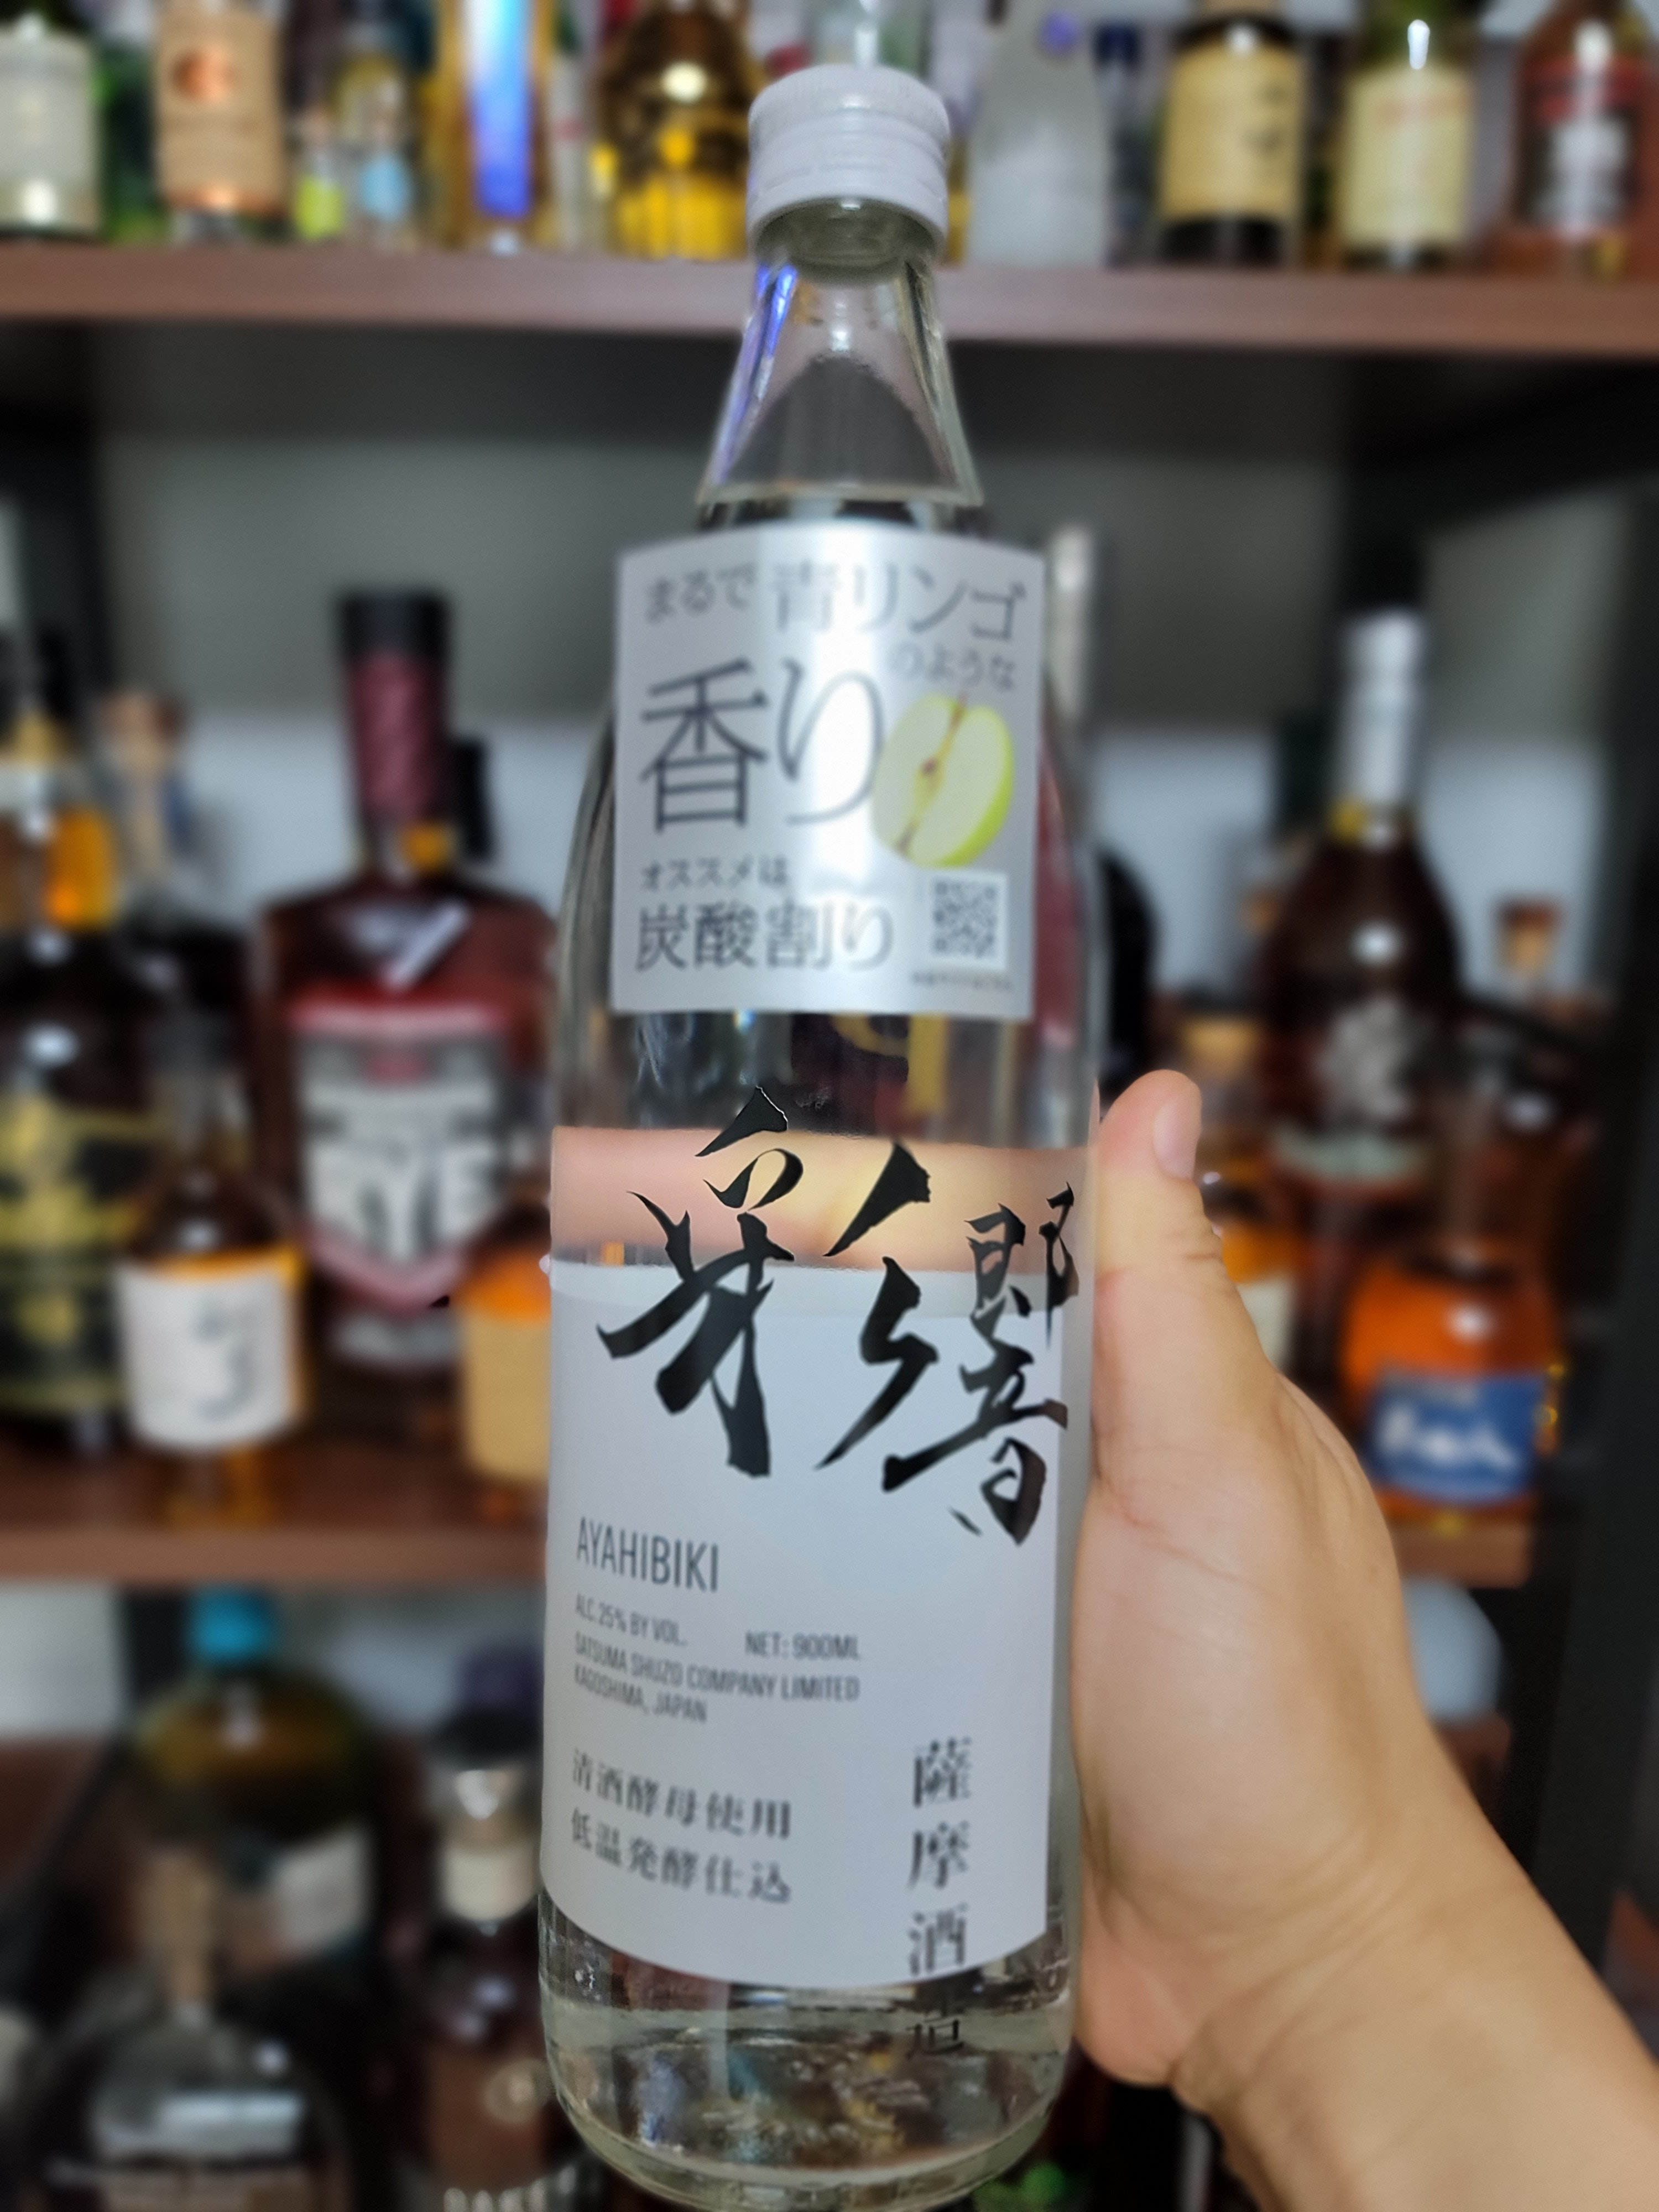 まるで青リンゴ
のような
香り
オススメは
炭酸割り
彩響
AYAHIBIKI
ALC.25% BY VOL. NET: 900ML
SATSUMA SHUZO COMPANY LIMITED
KAGOSHIMA, JAPAN
清酒酵母使用
低温発酵仕込
薩摩酒造